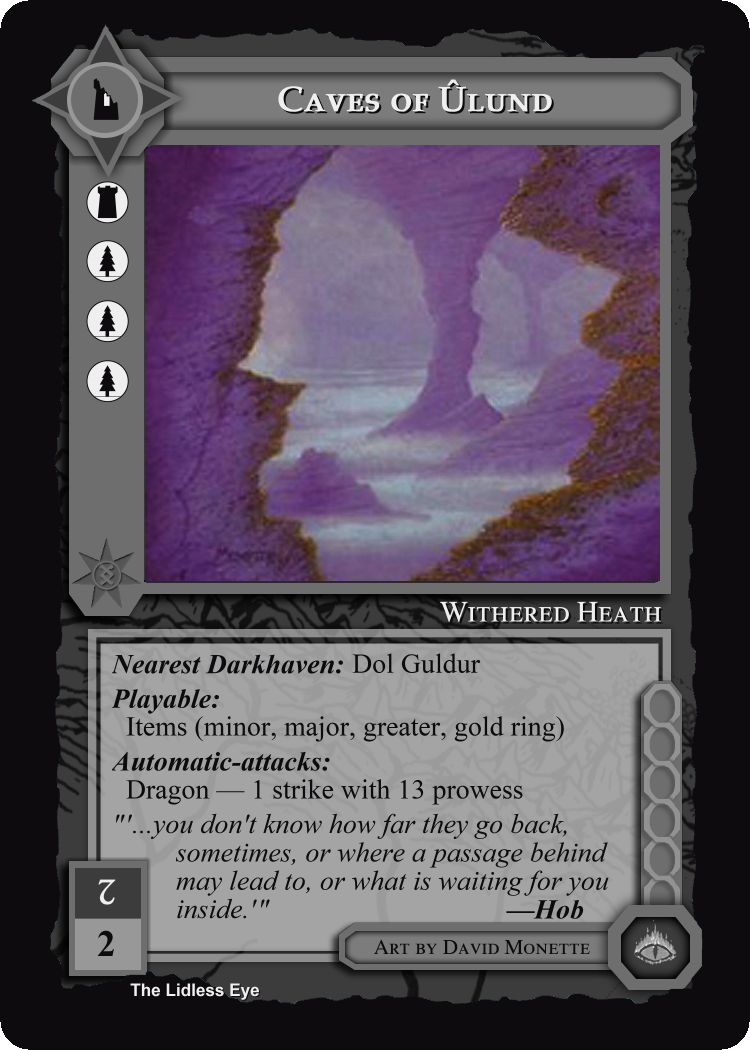 Caves of Ûlund
Withered Heath
Nearest Darkhaven: Dol Guldur
Playable:
Items (minor, major, greater, gold ring)
Automatic-attacks:
Dragon — 1 strike with 13 prowess
"'...you don't know how far they go back,
sometimes, or where a passage behind
may lead to, or what is waiting for you
inside.'" —Hob
2
2
Art by David Monette
The Lidless Eye